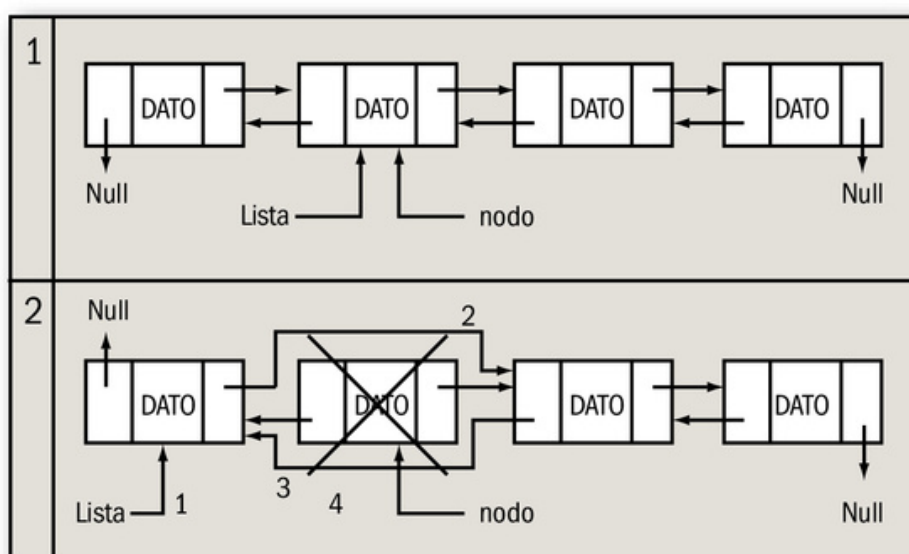 1
DATO DATO DATO DATO
Null Null
Lista nodo
2
Null 2
DATO DATO DATO DATO
3 4
Lista 1 nodo Null